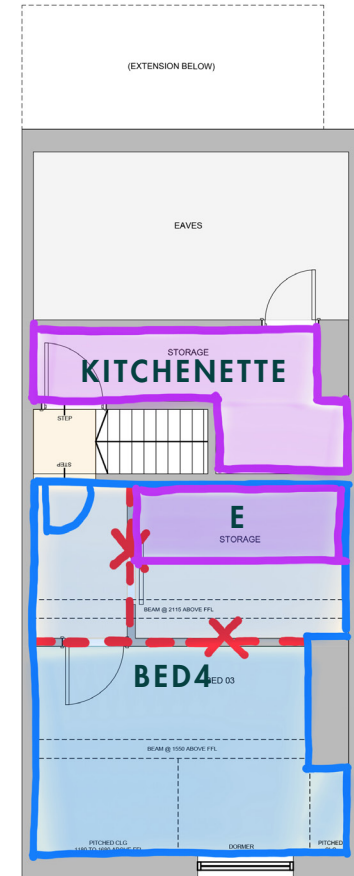 (EXTENSION BELOW)
EAVES
STORAGE
KITCHENETTE
STEP
STEP
E
STORAGE
BEAM @ 2115 ABOVE FFL
BED4
BED 03
BEAM @ 1550 ABOVE FFL
PITCHED CLG
DORMER
PITCHED